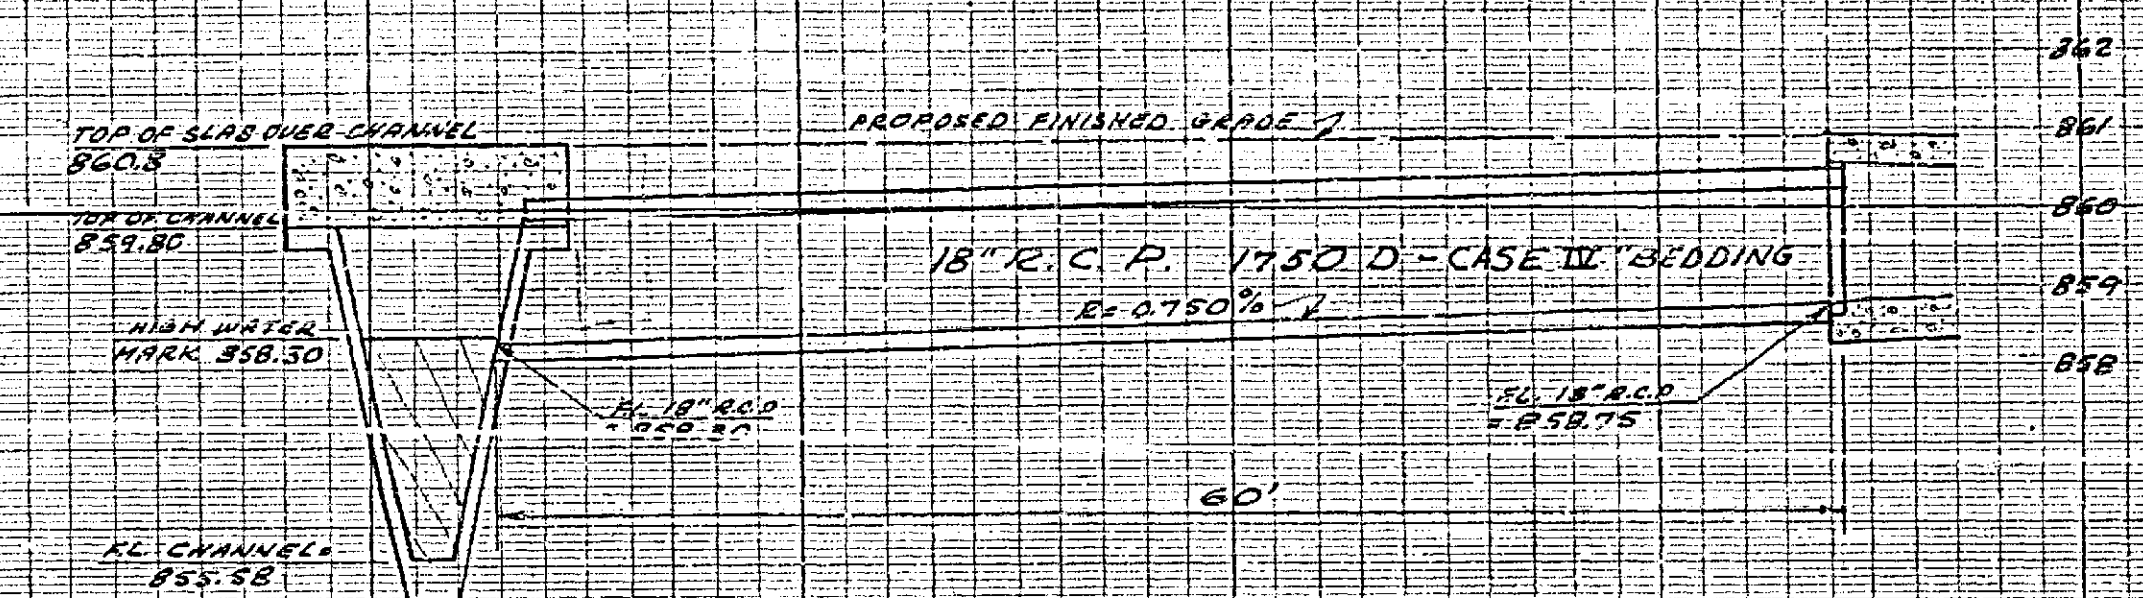 TOP OF SLAB OVER CHANNEL
860.8
TOP OF CHANNEL
859.80
HIGH WATER
MARK 858.30
F.L. CHANNEL=
855.58
PROPOSED FINISHED GRADE
18" R.C.P. 1750 D - CASE III "BEDDING
R= 0.750%
FL. 18" R.C.P
FL. 18" R.C.P
= 858.75
60'
862
861
860
859
858